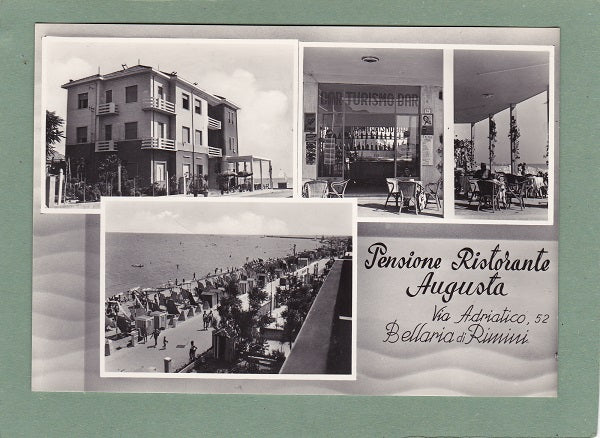 BAR TURISMO BAR
Pensione Ristorante
Augusta
Via Adriatico, 52
Bellaria di Rimini